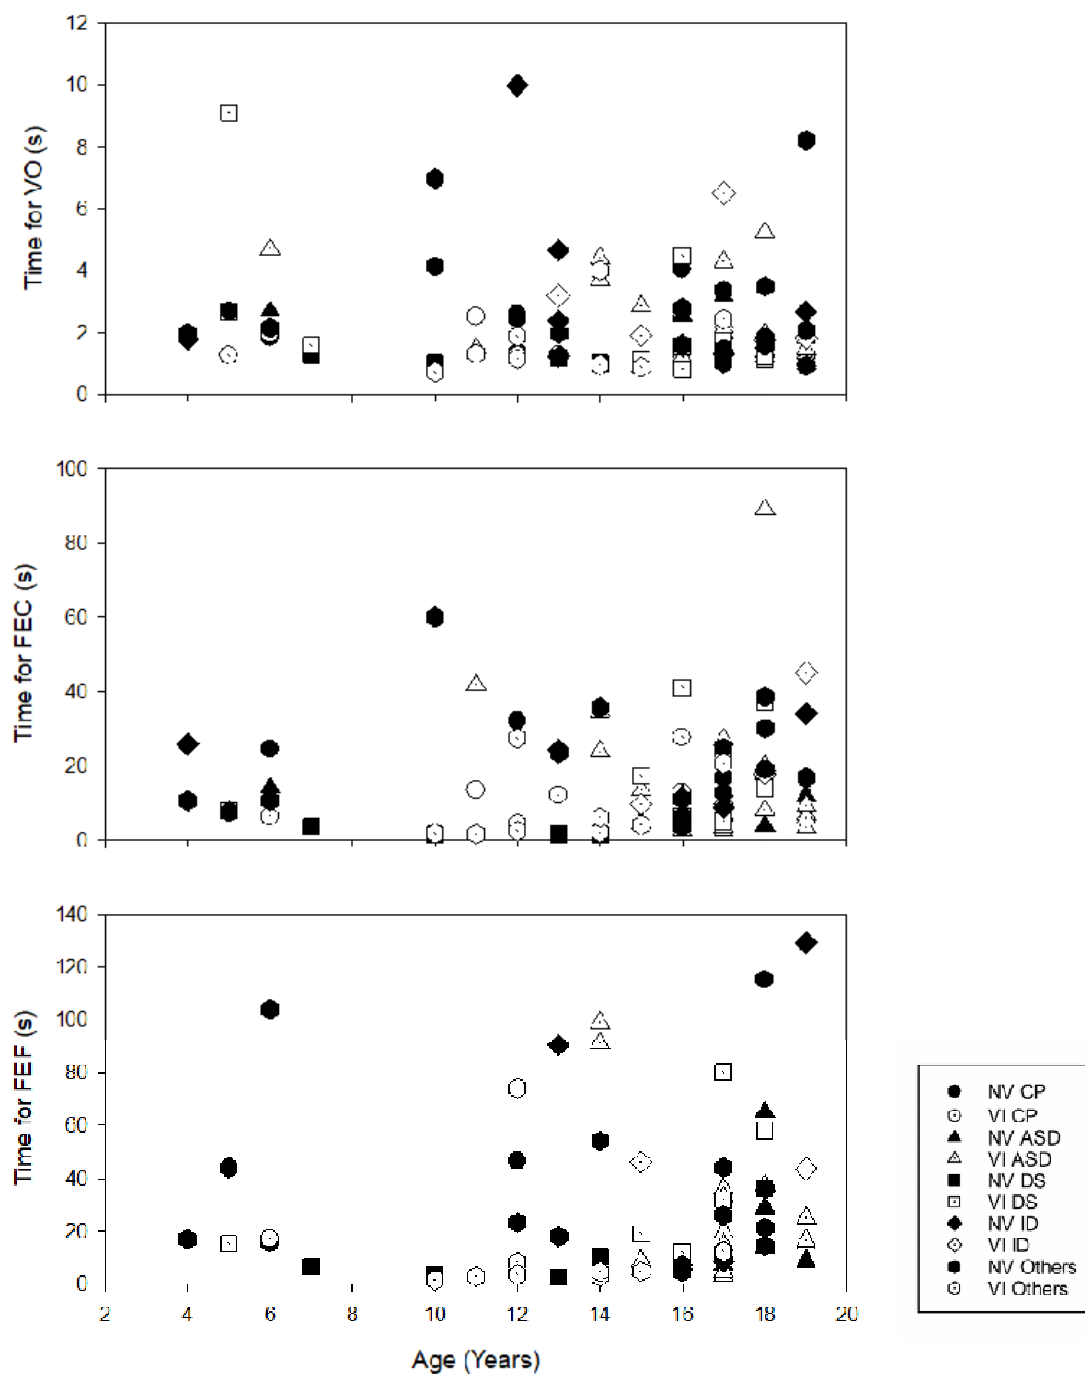 12
10
8
6
4
2
0
Time for VO (s)
100
80
60
40
20
0
Time for FEC (s)
140
120
100
80
60
40
20
0
Time for FEF (s)
2 4 6 8 10 12 14 16 18 20
Age (Years)
NV CP
VI CP
NV ASD
VI ASD
NV DS
VI DS
NV ID
VI ID
NV Others
VI Others